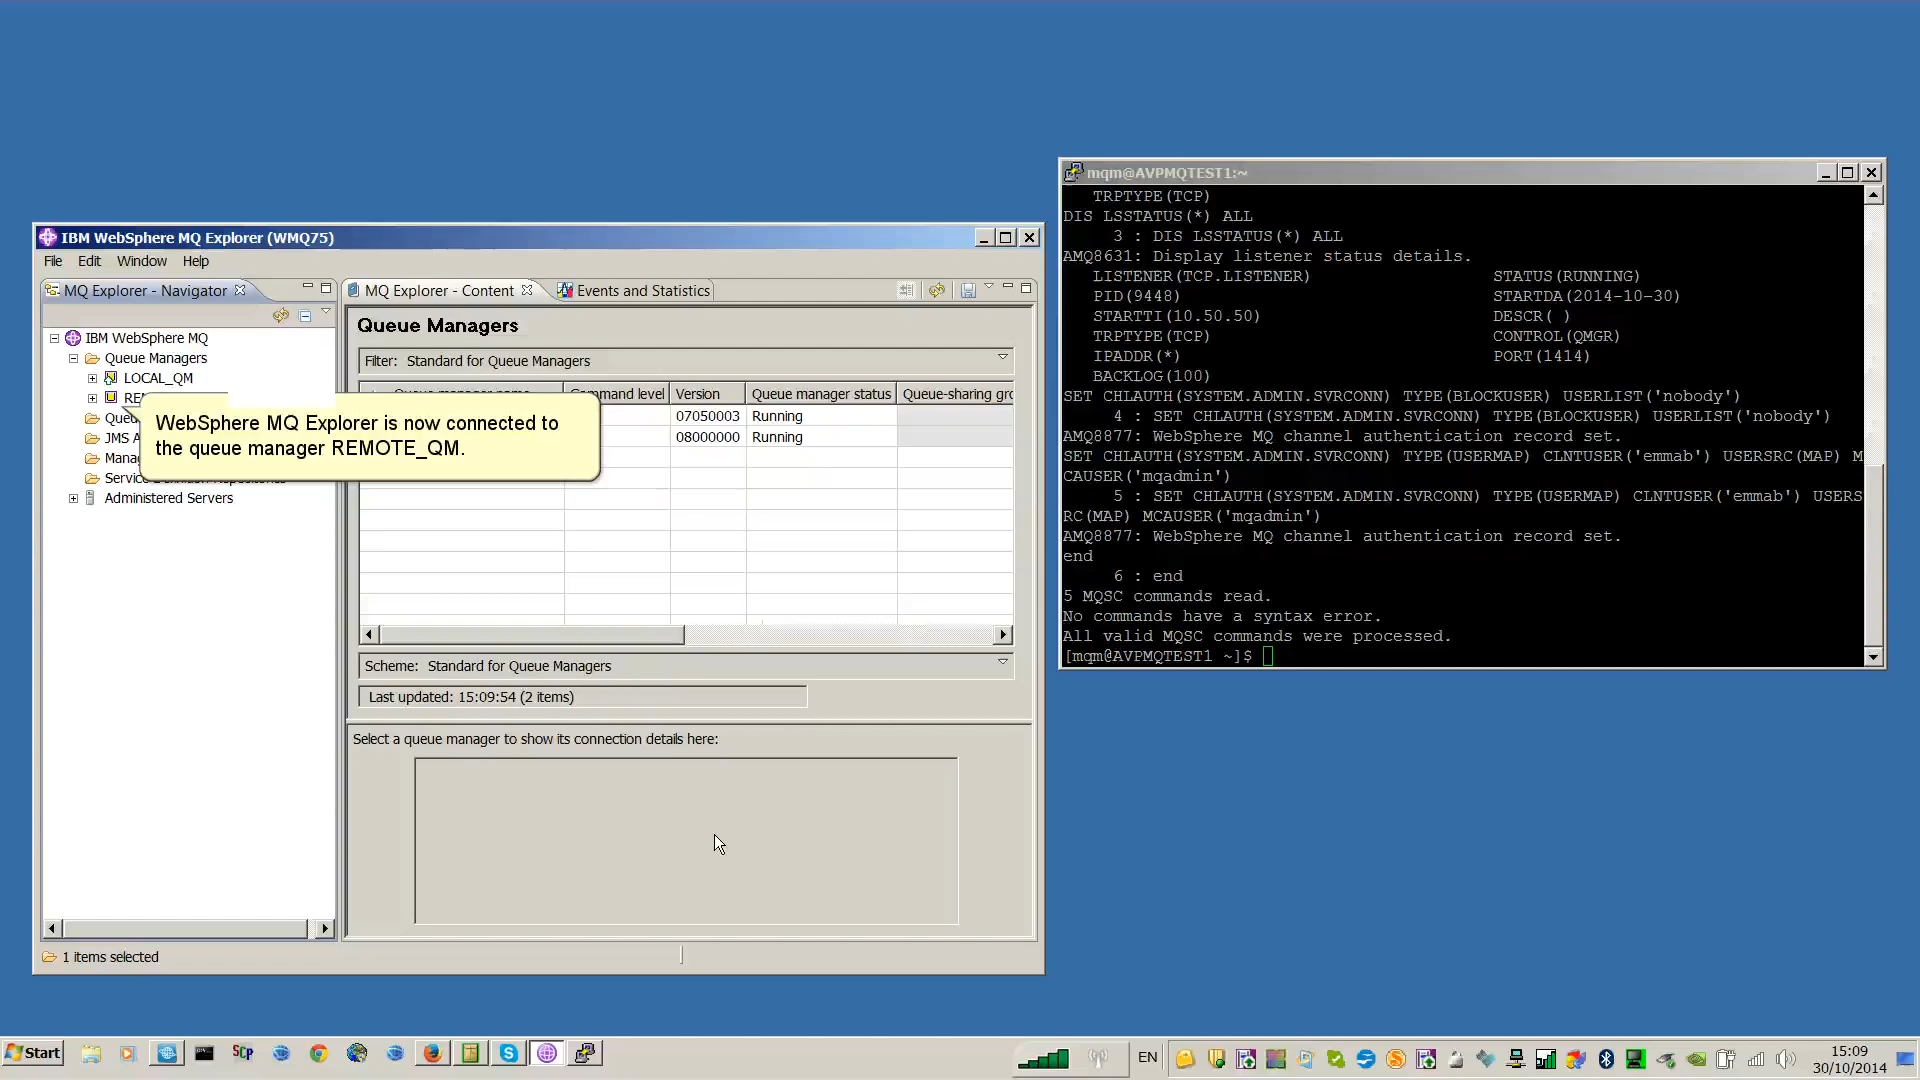 IBM WebSphere MQ Explorer (WMQ75)
File Edit Window Help
MQ Explorer - Navigator
IBM WebSphere MQ
Queue Managers
LOCAL_QM
JMS
Administered Servers
1 items selected
MQ Explorer - Content Events and Statistics
Queue Managers
Filter: Standard for Queue Managers
Command level Version Queue manager status Queue-sharing gro
07050003 Running
08000000 Running
WebSphere MQ Explorer is now connected to
the queue manager REMOTE_QM.
Scheme: Standard for Queue Managers
Last updated: 15:09:54 (2 items)
Select a queue manager to show its connection details here:
mqm@AVPMQTEST1:~
TRPTYPE(TCP)
DIS LSSTATUS(*) ALL
3 : DIS LSSTATUS(*) ALL
AMQ8631: Display listener status details.
LISTENER(TCP.LISTENER) STATUS(RUNNING)
PID(9448) STARTDA(2014-10-30)
STARTTI(10.50.50) DESCR( )
TRPTYPE(TCP) CONTROL(QMGR)
IPADDR(*) PORT(1414)
BACKLOG(100)
SET CHLAUTH(SYSTEM.ADMIN.SVRCONN) TYPE(BLOCKUSER) USERLIST('nobody')
4 : SET CHLAUTH(SYSTEM.ADMIN.SVRCONN) TYPE(BLOCKUSER) USERLIST('nobody')
AMQ8877: WebSphere MQ channel authentication record set.
SET CHLAUTH(SYSTEM.ADMIN.SVRCONN) TYPE(USERMAP) CLNTUSER('emmab') USERSRC(MAP) M
CAUSER('mqadmin')
5 : SET CHLAUTH(SYSTEM.ADMIN.SVRCONN) TYPE(USERMAP) CLNTUSER('emmab') USERS
RC(MAP) MCAUSER('mqadmin')
AMQ8877: WebSphere MQ channel authentication record set.
end
6 : end
5 MQSC commands read.
No commands have a syntax error.
All valid MQSC commands were processed.
[mqm@AVPMQTEST1 ~]$
Start
SCP
EN
15:09
30/10/2014